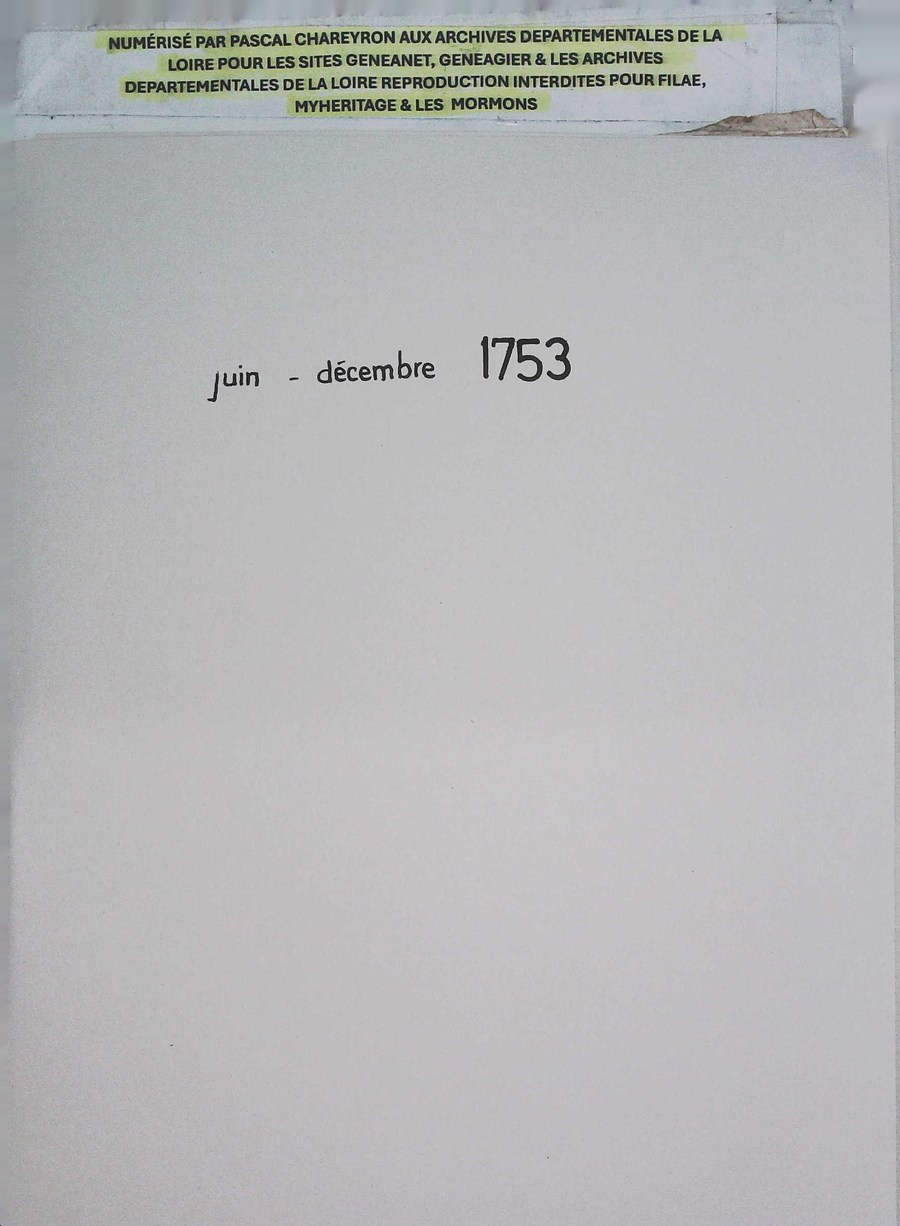 NUMÉRISÉ PAR PASCAL CHAREYRON AUX ARCHIVES DEPARTEMENTALES DE LA
LOIRE POUR LES SITES GENEANET, GENEAGIER & LES ARCHIVES
DEPARTEMENTALES DE LA LOIRE REPRODUCTION INTERDITES POUR FILAE,
MYHERITAGE & LES MORMONS
juin - décembre 1753